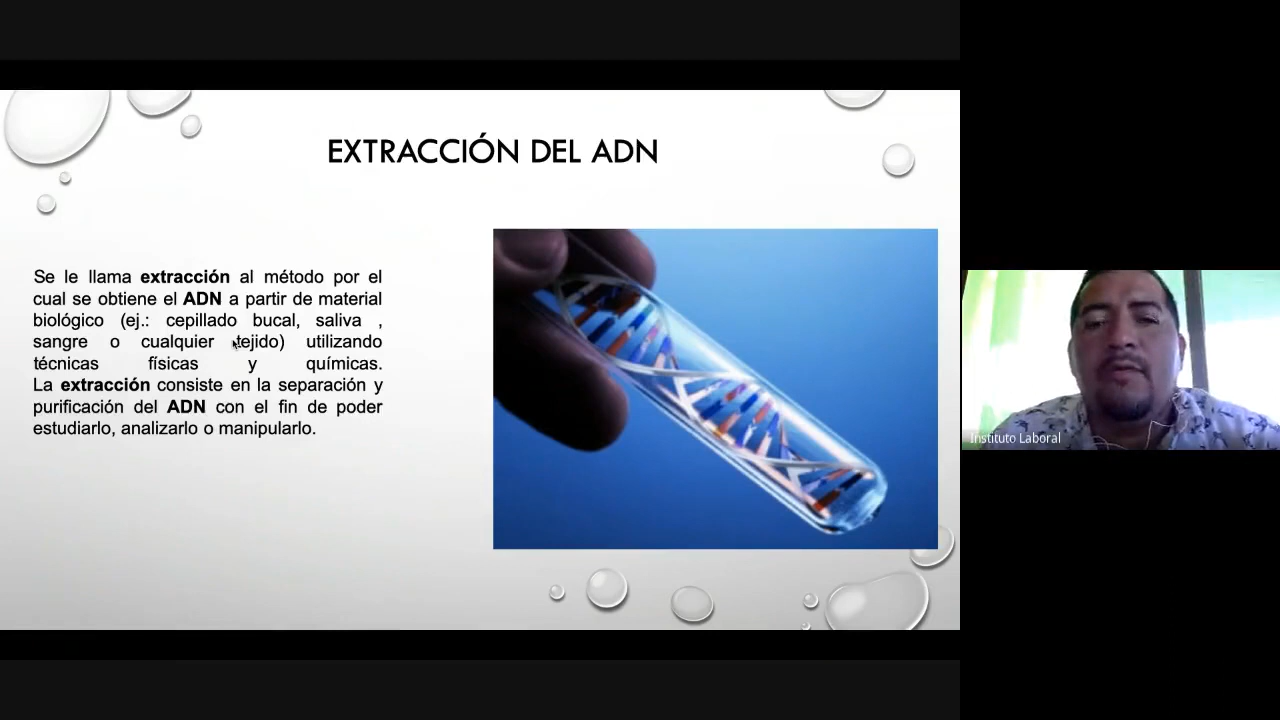 EXTRACCIÓN DEL ADN
Se le llama extracción al método por el
cual se obtiene el ADN a partir de material
biológico (ej.: cepillado bucal, saliva ,
sangre o cualquier tejido) utilizando
técnicas físicas y químicas.
La extracción consiste en la separación y
purificación del ADN con el fin de poder
estudiarlo, analizarlo o manipularlo.
Instituto Laboral